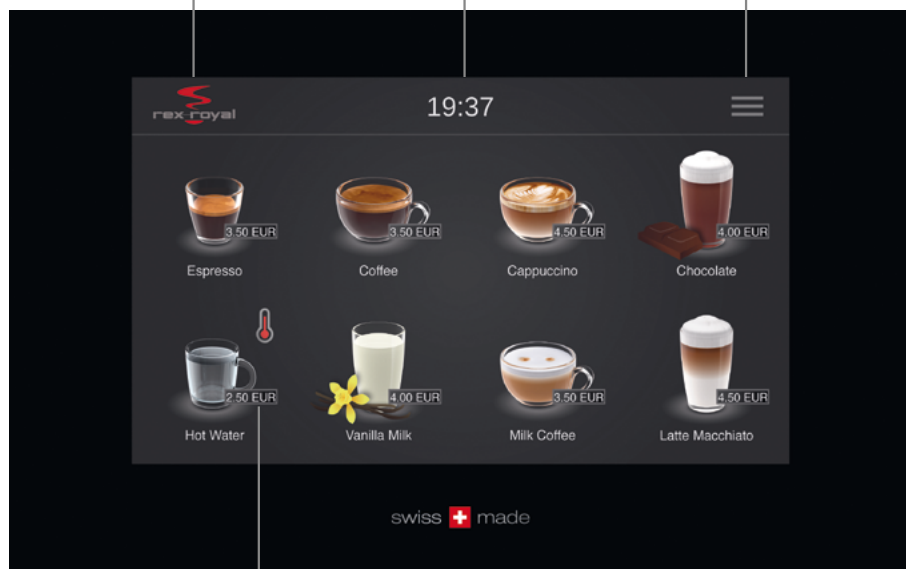 rex-royal
19:37
3.50 EUR
3.50 EUR
4.50 EUR
4.00 EUR
Espresso
Coffee
Cappuccino
Chocolate
2.50 EUR
4.00 EUR
3.50 EUR
4.50 EUR
Hot Water
Vanilla Milk
Milk Coffee
Latte Macchiato
swiss made